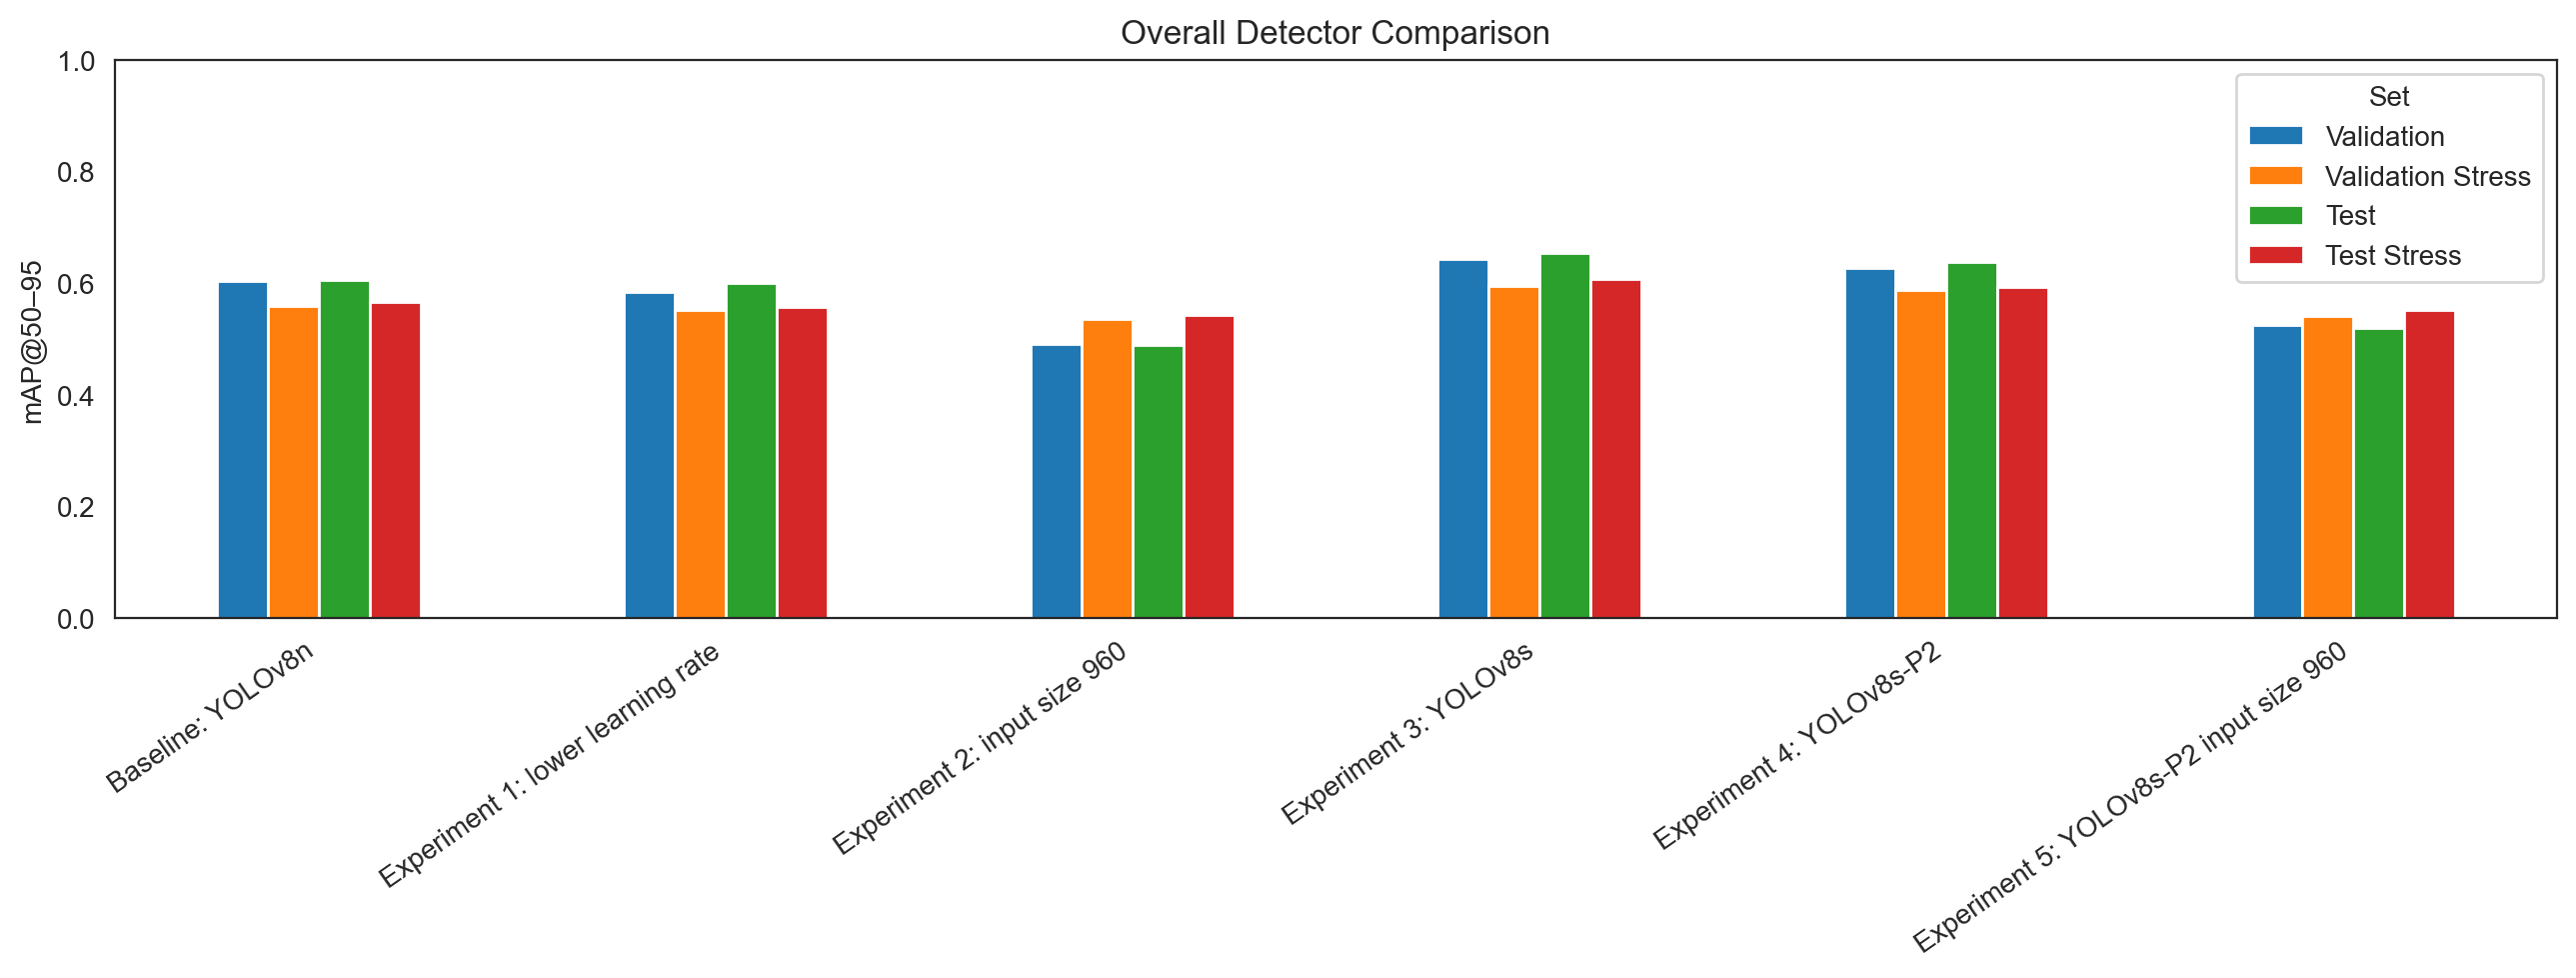 Overall Detector Comparison
1.0
0.8
0.6
0.4
0.2
0.0
mAP@50–95
Set
Validation
Validation Stress
Test
Test Stress
Baseline: YOLOv8n
Experiment 1: lower learning rate
Experiment 2: input size 960
Experiment 3: YOLOv8s
Experiment 4: YOLOv8s-P2
Experiment 5: YOLOv8s-P2 input size 960